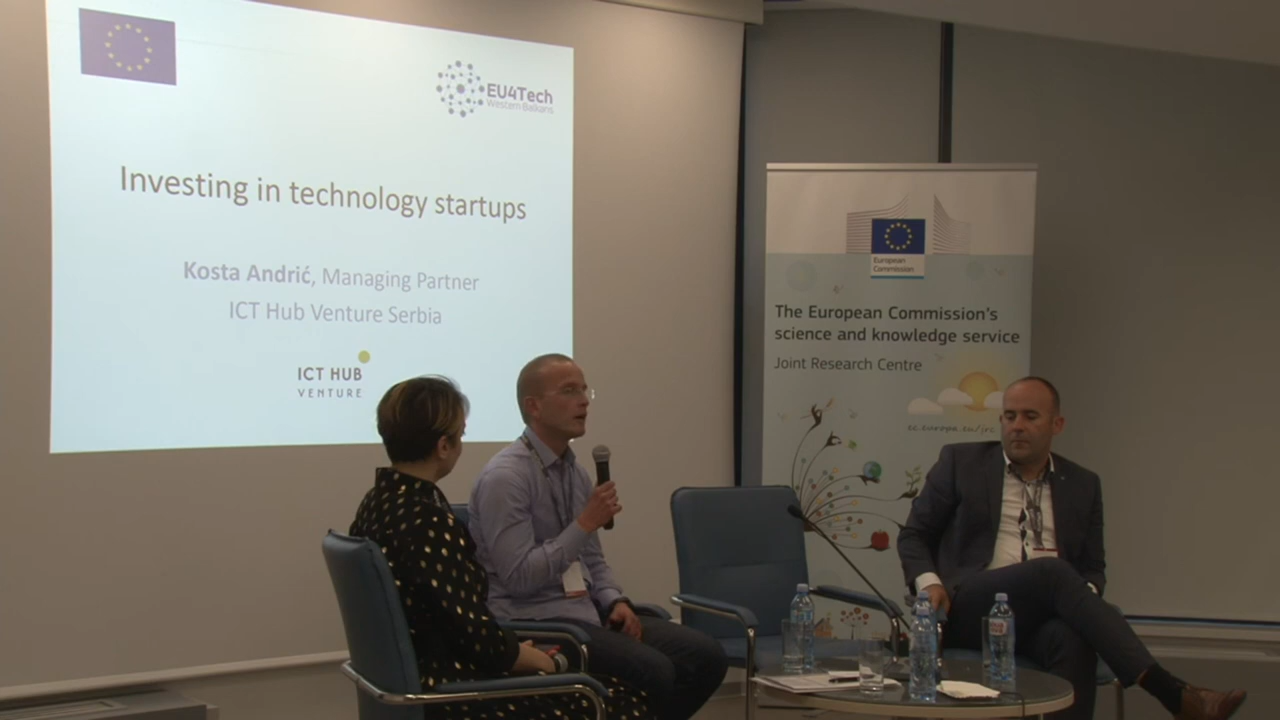 EU4Tech
Western Balkans
Investing in technology startups
Kosta Andrić, Managing Partner
ICT Hub Venture Serbia
ICT HUB
VENTURE
European
Commission
The European Commission's
science and knowledge service
Joint Research Centre
ec.europa.eu/jrc